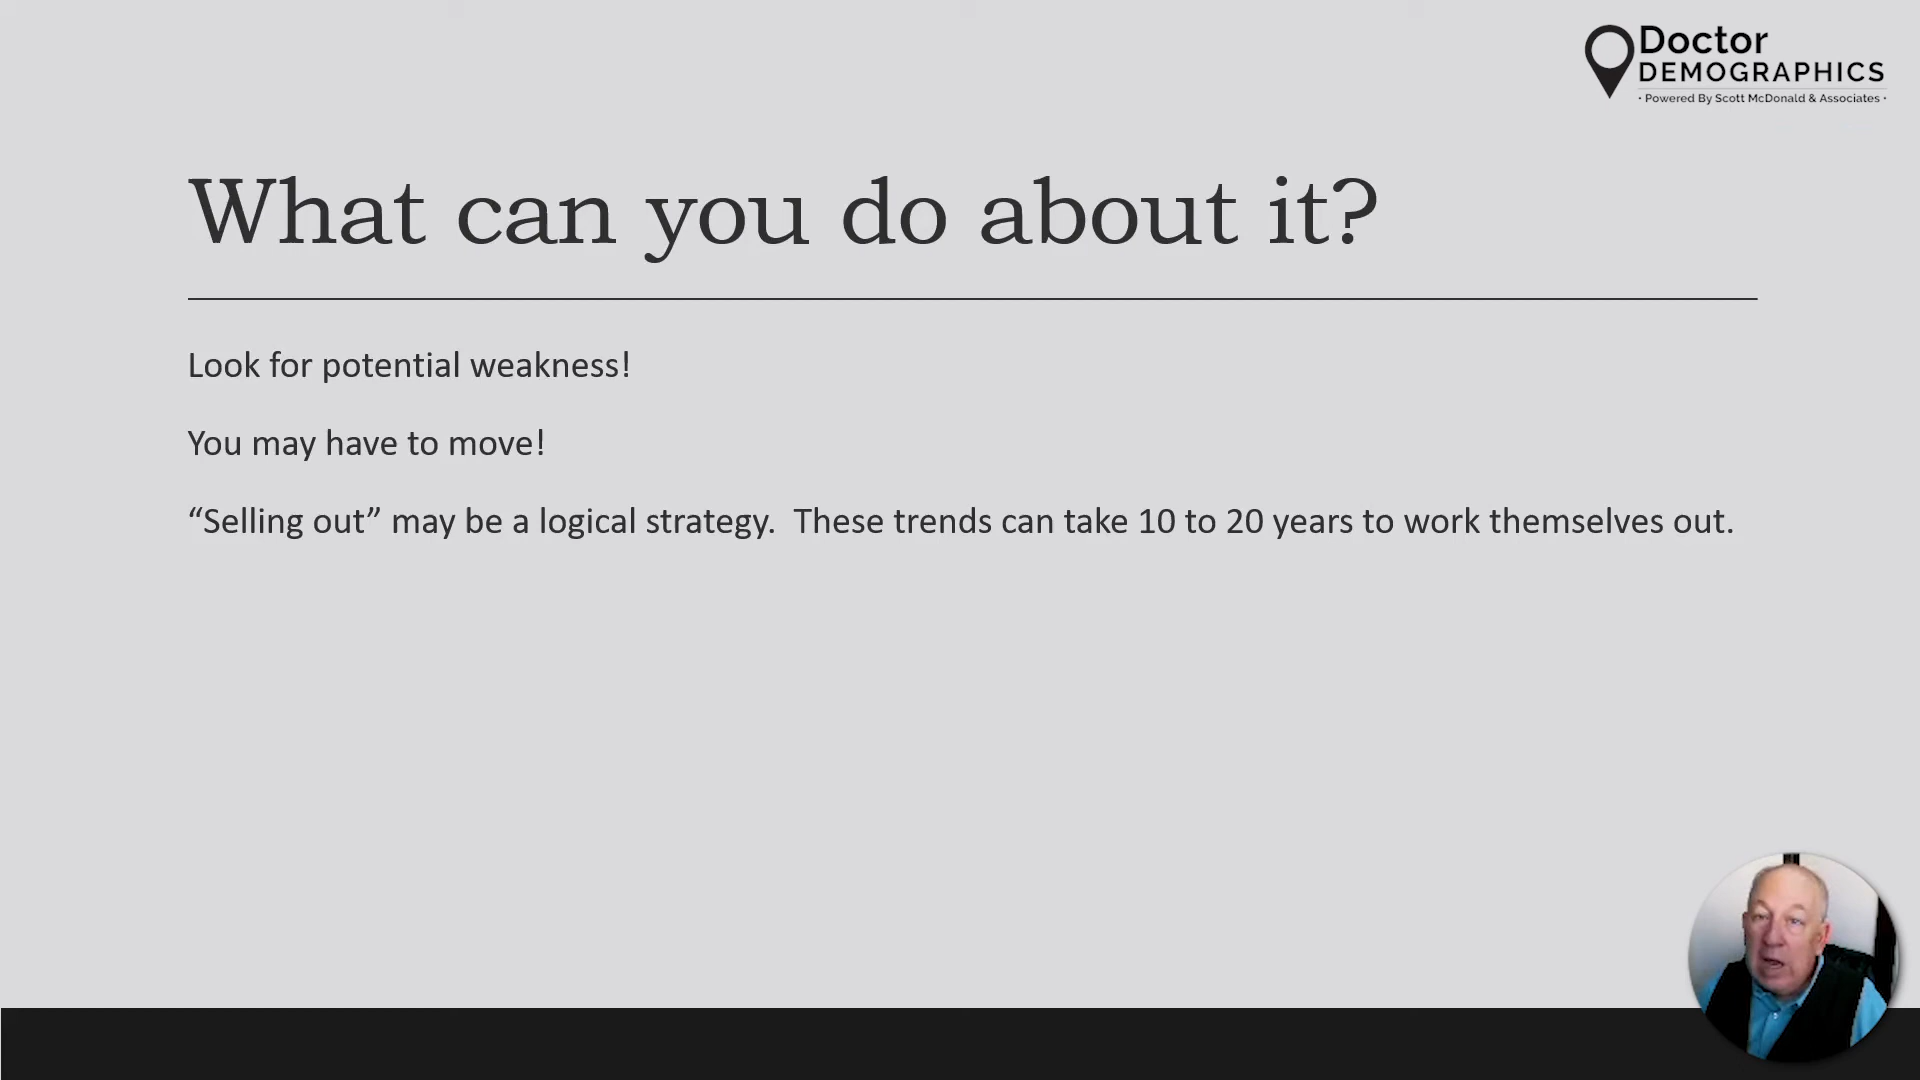 Doctor
DEMOGRAPHICS
• Powered By Scott McDonald & Associates •
What can you do about it?
Look for potential weakness!
You may have to move!
“Selling out” may be a logical strategy.  These trends can take 10 to 20 years to work themselves out.